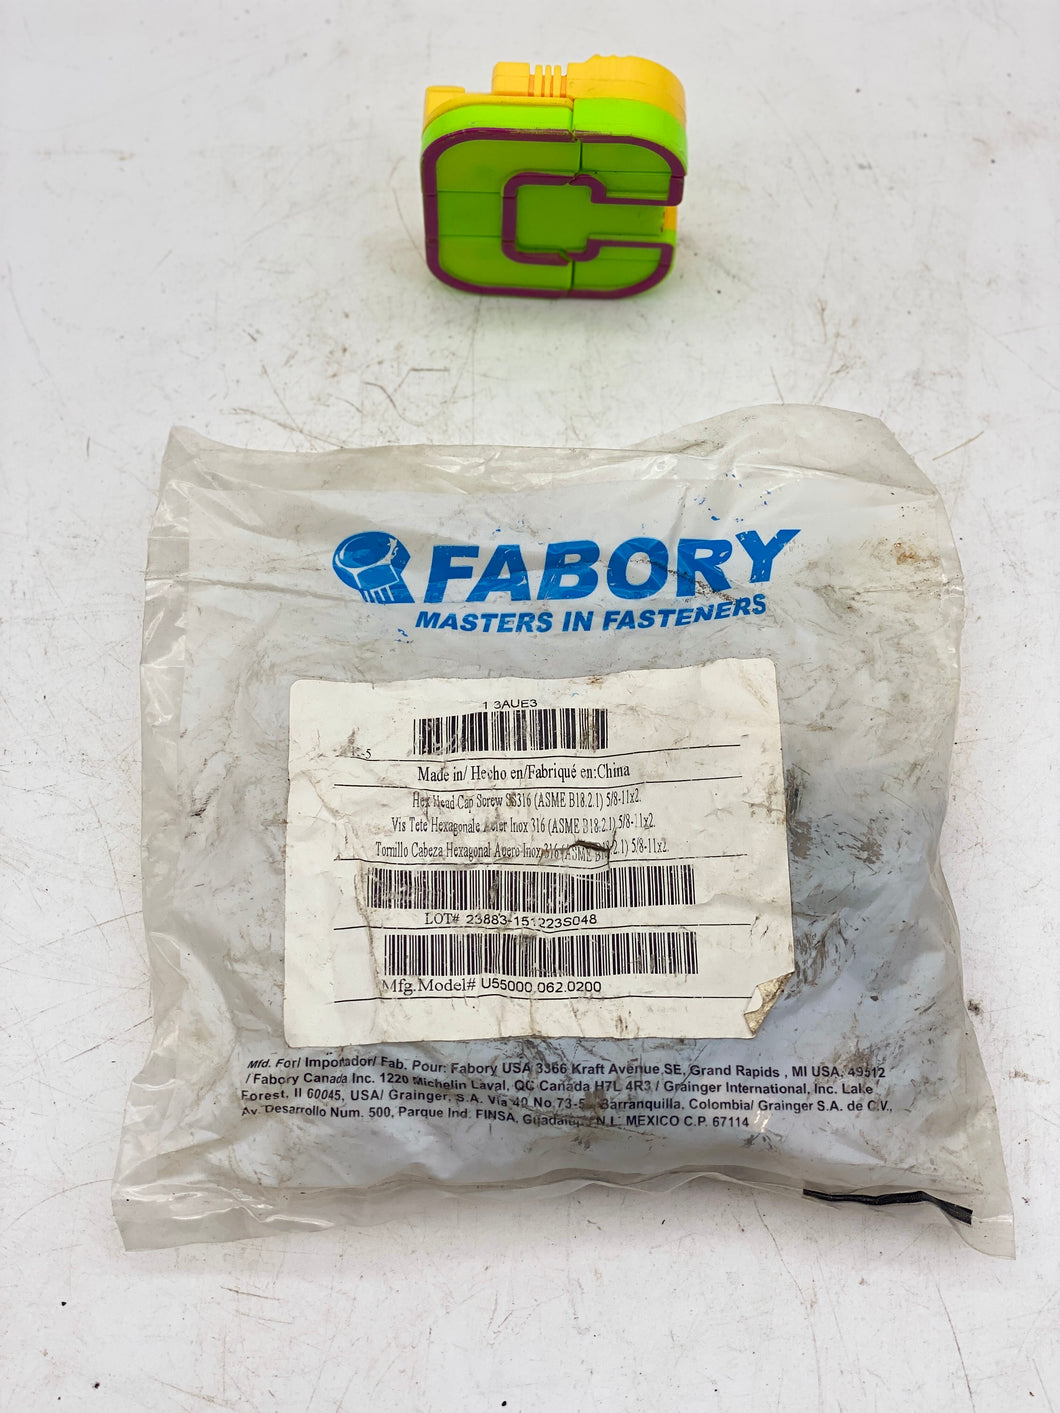 C
FABORY
MASTERS IN FASTENERS
1 3AUE3
-5
Made in/ Hecho en/Fabriqué en:China
Hex Head Cap Screw SS316 (ASME B18.2.1) 5/8-11x2.
Vis Tete Hexagonale Acier Inox 316 (ASME B18.2.1) 5/8-11x2.
Tornillo Cabeza Hexagonal Avero Inox 316 (ASME B18.2.1) 5/8-11x2
LOT# 23883-151223S048
Mfg.Model# U55000.062.0200
Mfd. For/ Importador/ Fab. Pour: Fabory USA 3366 Kraft Avenue SE, Grand Rapids , MI USA, 49512
/ Fabory Canada Inc. 1220 Michelin Laval, QC Canada H7L 4R3 / Grainger International, Inc. Lake
Forest, Il 60045, USA/ Grainger, S.A. Via 40 No.73- Barranquilla, Colombia/ Grainger S.A. de C.V.,
Av. Desarrollo Num. 500, Parque Ind. FINSA, N.L. MEXICO C.P. 67114